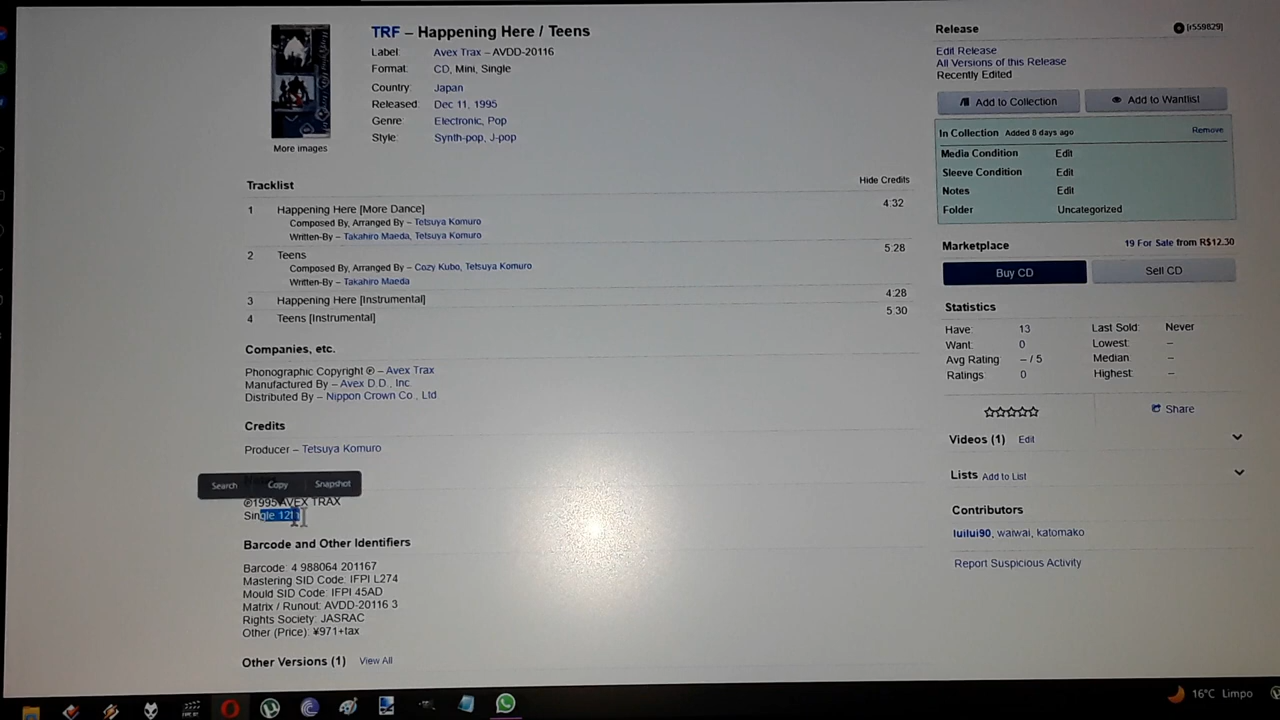 TRF – Happening Here / Teens
Label: Avex Trax – AVDD-20116
Format: CD, Mini, Single
Country: Japan
Released: Dec 11, 1995
Genre: Electronic, Pop
Style: Synth-pop, J-pop
More images
Tracklist
Hide Credits
1 Happening Here [More Dance] 4:32
Composed By, Arranged By – Tetsuya Komuro
Written-By – Takahiro Maeda, Tetsuya Komuro
2 Teens 5:28
Composed By, Arranged By – Cozy Kubo, Tetsuya Komuro
Written-By – Takahiro Maeda
3 Happening Here [Instrumental] 4:28
4 Teens [Instrumental] 5:30
Companies, etc.
Phonographic Copyright ℗ – Avex Trax
Manufactured By – Avex D.D., Inc.
Distributed By – Nippon Crown Co., Ltd
Credits
Producer – Tetsuya Komuro
Search Copy Snapshot
©1995 AVEX TRAX
Single 12th
Barcode and Other Identifiers
Barcode: 4 988064 201167
Mastering SID Code: IFPI L274
Mould SID Code: IFPI 45AD
Matrix / Runout: AVDD-20116 3
Rights Society: JASRAC
Other (Price): ¥971+tax
Other Versions (1) View All
Release
[r559829]
Edit Release
All Versions of this Release
Recently Edited
Add to Collection
Add to Wantlist
In Collection Added 8 days ago
Remove
Media Condition Edit
Sleeve Condition Edit
Notes Edit
Folder Uncategorized
Marketplace
19 For Sale from R$12.30
Buy CD
Sell CD
Statistics
Have: 13
Last Sold: Never
Want: 0
Lowest: –
Avg Rating: – / 5
Median: –
Ratings: 0
Highest: –
Share
Videos (1) Edit
Lists Add to List
Contributors
luilui90, waiwai, katomako
Report Suspicious Activity
16°C Limpo